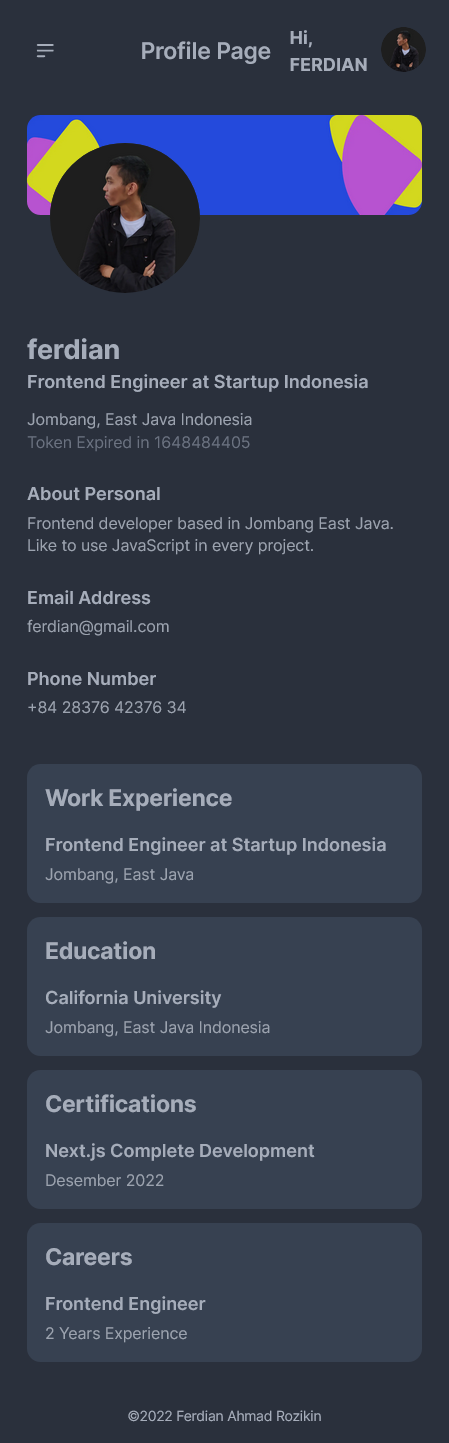 Profile Page
Hi,
FERDIAN
ferdian
Frontend Engineer at Startup Indonesia
Jombang, East Java Indonesia
Token Expired in 1648484405
About Personal
Frontend developer based in Jombang East Java.
Like to use JavaScript in every project.
Email Address
ferdian@gmail.com
Phone Number
+84 28376 42376 34
Work Experience
Frontend Engineer at Startup Indonesia
Jombang, East Java
Education
California University
Jombang, East Java Indonesia
Certifications
Next.js Complete Development
Desember 2022
Careers
Frontend Engineer
2 Years Experience
©2022 Ferdian Ahmad Rozikin